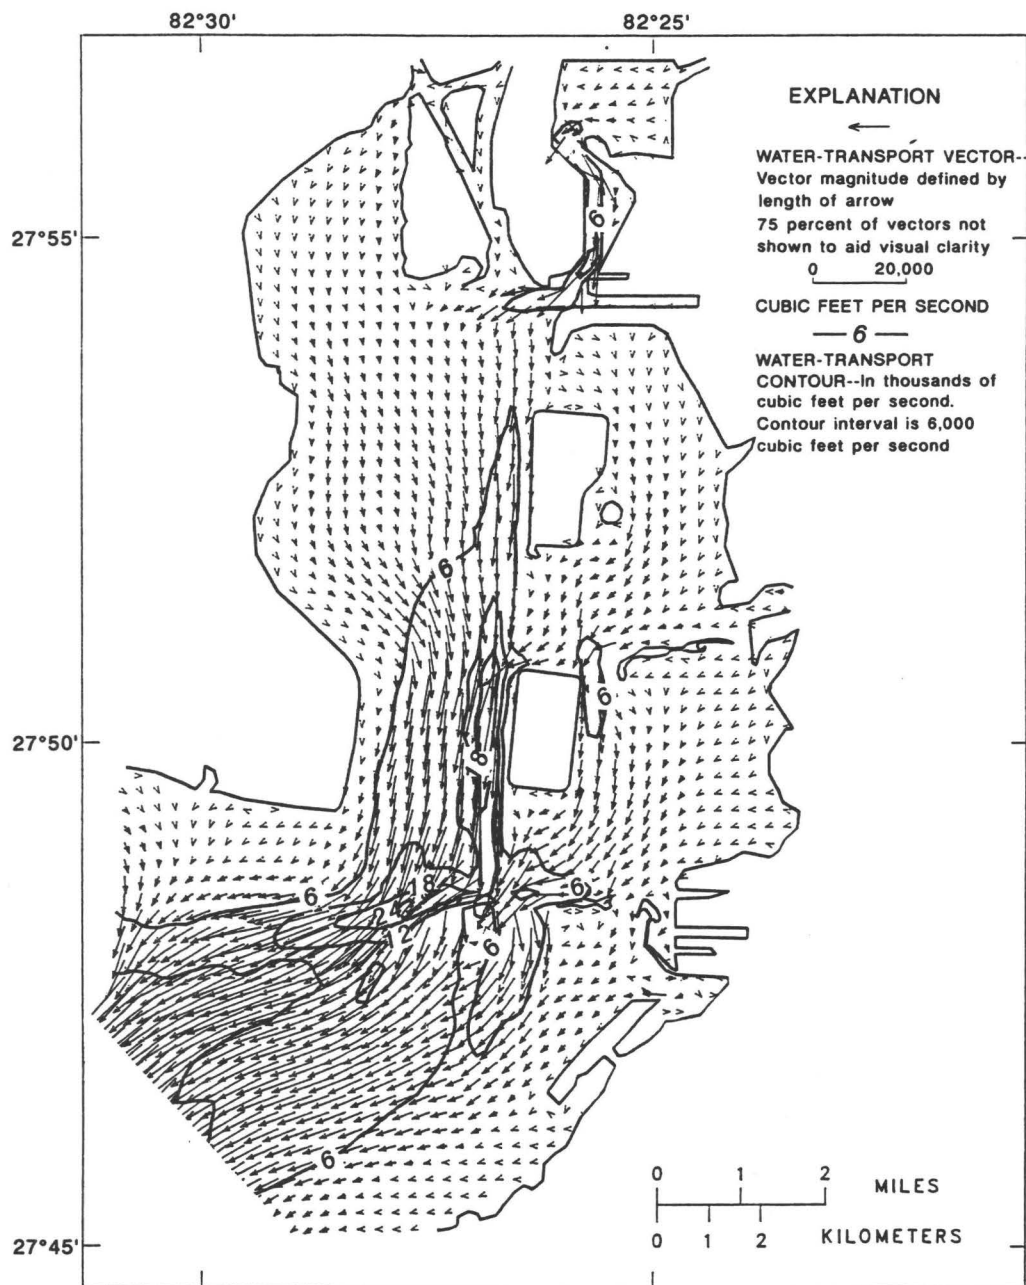 82°30' 82°25'
EXPLANATION
WATER-TRANSPORT VECTOR--
Vector magnitude defined by
length of arrow
75 percent of vectors not
shown to aid visual clarity
0 20,000
CUBIC FEET PER SECOND
6
WATER-TRANSPORT
CONTOUR--In thousands of
cubic feet per second.
Contour interval is 6,000
cubic feet per second
27°55'
6
6
6
27°50'
18
18
6
6
24
12
6
6
0 1 2
MILES
0 1 2 KILOMETERS
27°45'